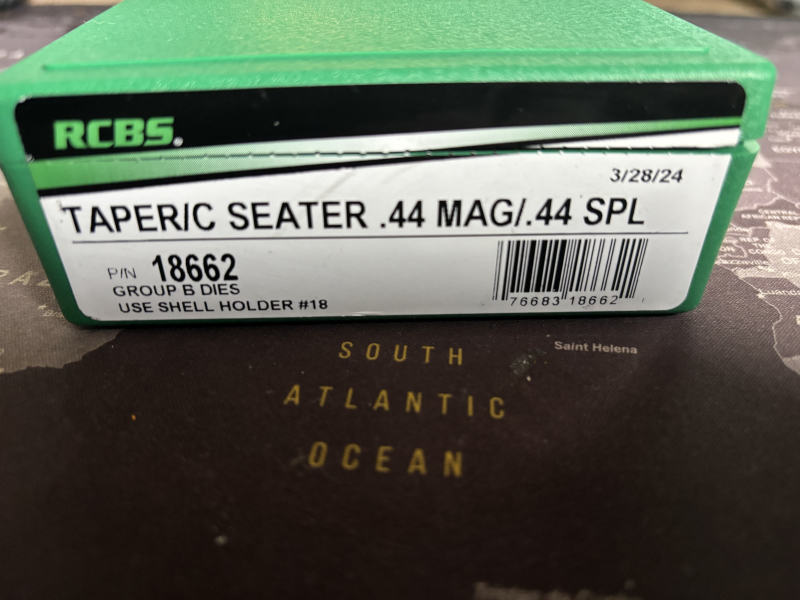 RCBS.
3/28/24
TAPER/C SEATER .44 MAG/.44 SPL
P/N 18662
GROUP B DIES
USE SHELL HOLDER #18
76683 18662
SOUTH
ATLANTIC
OCEAN
Saint Helena